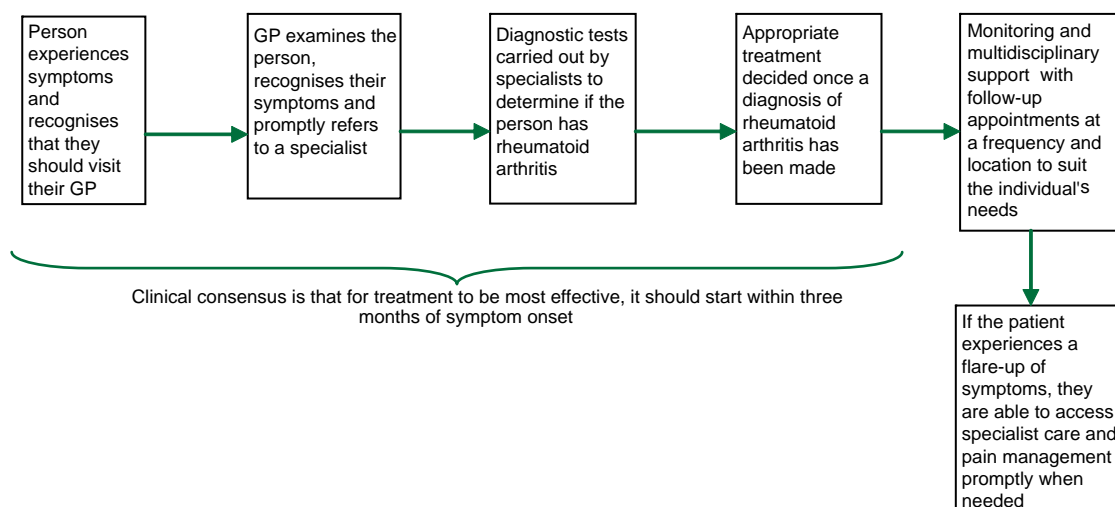 Person
experiences
symptoms
and
recognises
that they
should visit
their GP
GP examines the
person,
recognises their
symptoms and
promptly refers
to a specialist
Diagnostic tests
carried out by
specialists to
determine if the
person has
rheumatoid
arthritis
Appropriate
treatment
decided once a
diagnosis of
rheumatoid
arthritis has
been made
Monitoring and
multidisciplinary
support with
follow-up
appointments at
a frequency and
location to suit
the individual's
needs
Clinical consensus is that for treatment to be most effective, it should start within three
months of symptom onset
If the patient
experiences a
flare-up of
symptoms, they
are able to access
specialist care and
pain management
promptly when
needed